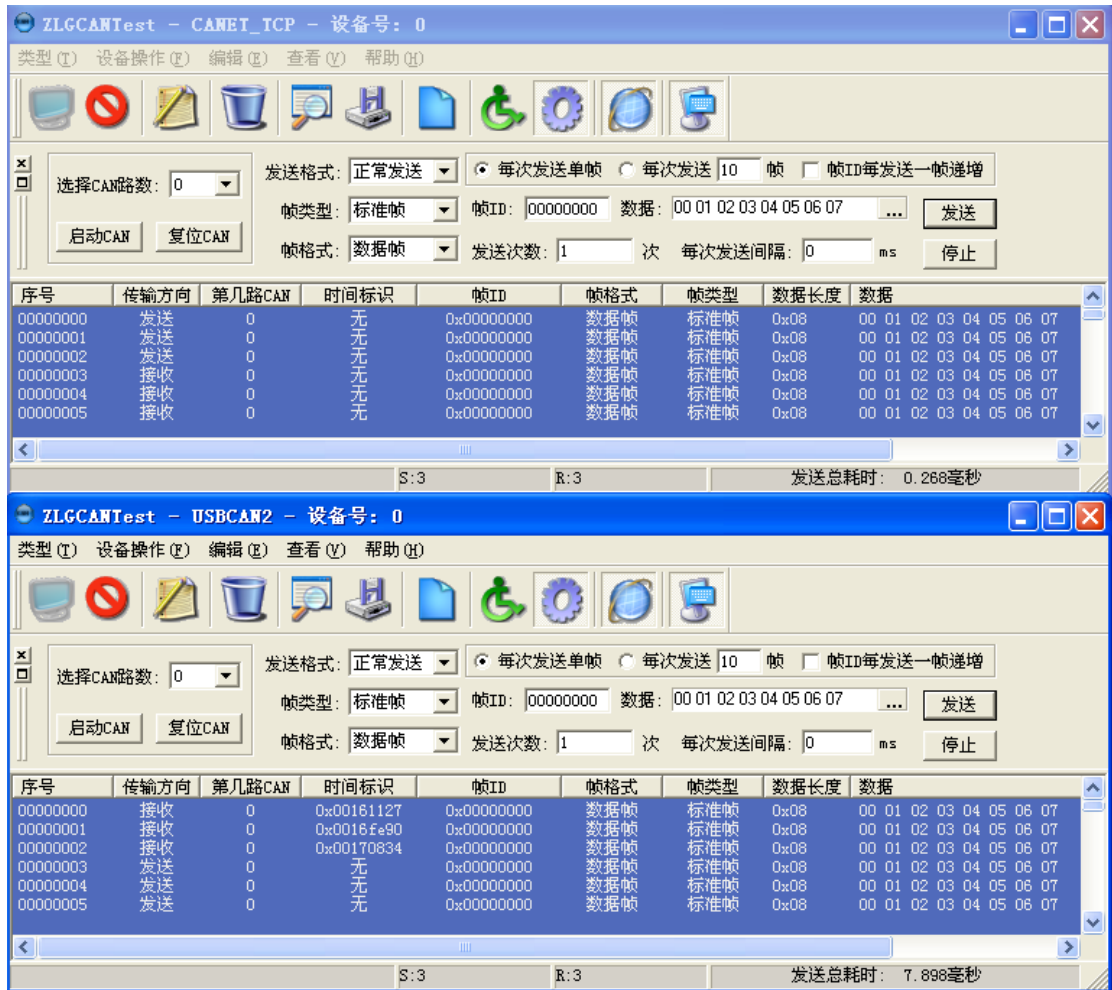 ZLGCANTest - CANET_TCP - 设备号: 0
类型(T) 设备操作(F) 编辑(E) 查看(V) 帮助(H)
选择CAN路数: 0
启动CAN 复位CAN
发送格式: 正常发送 每次发送单帧 每次发送 10 帧 帧ID每发送一帧递增
帧类型: 标准帧 帧ID: 00000000 数据: 00 01 02 03 04 05 06 07 ... 发送
帧格式: 数据帧 发送次数: 1 次 每次发送间隔: 0 ms 停止
序号 传输方向 第几路CAN 时间标识 帧ID 帧格式 帧类型 数据长度 数据
00000000 发送 0 无 0x00000000 数据帧 标准帧 0x08 00 01 02 03 04 05 06 07
00000001 发送 0 无 0x00000000 数据帧 标准帧 0x08 00 01 02 03 04 05 06 07
00000002 发送 0 无 0x00000000 数据帧 标准帧 0x08 00 01 02 03 04 05 06 07
00000003 接收 0 无 0x00000000 数据帧 标准帧 0x08 00 01 02 03 04 05 06 07
00000004 接收 0 无 0x00000000 数据帧 标准帧 0x08 00 01 02 03 04 05 06 07
00000005 接收 0 无 0x00000000 数据帧 标准帧 0x08 00 01 02 03 04 05 06 07
S:3 R:3 发送总耗时: 0.268毫秒
ZLGCANTest - USBCAN2 - 设备号: 0
类型(T) 设备操作(F) 编辑(E) 查看(V) 帮助(H)
选择CAN路数: 0
启动CAN 复位CAN
发送格式: 正常发送 每次发送单帧 每次发送 10 帧 帧ID每发送一帧递增
帧类型: 标准帧 帧ID: 00000000 数据: 00 01 02 03 04 05 06 07 ... 发送
帧格式: 数据帧 发送次数: 1 次 每次发送间隔: 0 ms 停止
序号 传输方向 第几路CAN 时间标识 帧ID 帧格式 帧类型 数据长度 数据
00000000 接收 0 0x00161127 0x00000000 数据帧 标准帧 0x08 00 01 02 03 04 05 06 07
00000001 接收 0 0x0016fe90 0x00000000 数据帧 标准帧 0x08 00 01 02 03 04 05 06 07
00000002 接收 0 0x00170834 0x00000000 数据帧 标准帧 0x08 00 01 02 03 04 05 06 07
00000003 发送 0 无 0x00000000 数据帧 标准帧 0x08 00 01 02 03 04 05 06 07
00000004 发送 0 无 0x00000000 数据帧 标准帧 0x08 00 01 02 03 04 05 06 07
00000005 发送 0 无 0x00000000 数据帧 标准帧 0x08 00 01 02 03 04 05 06 07
S:3 R:3 发送总耗时: 7.898毫秒